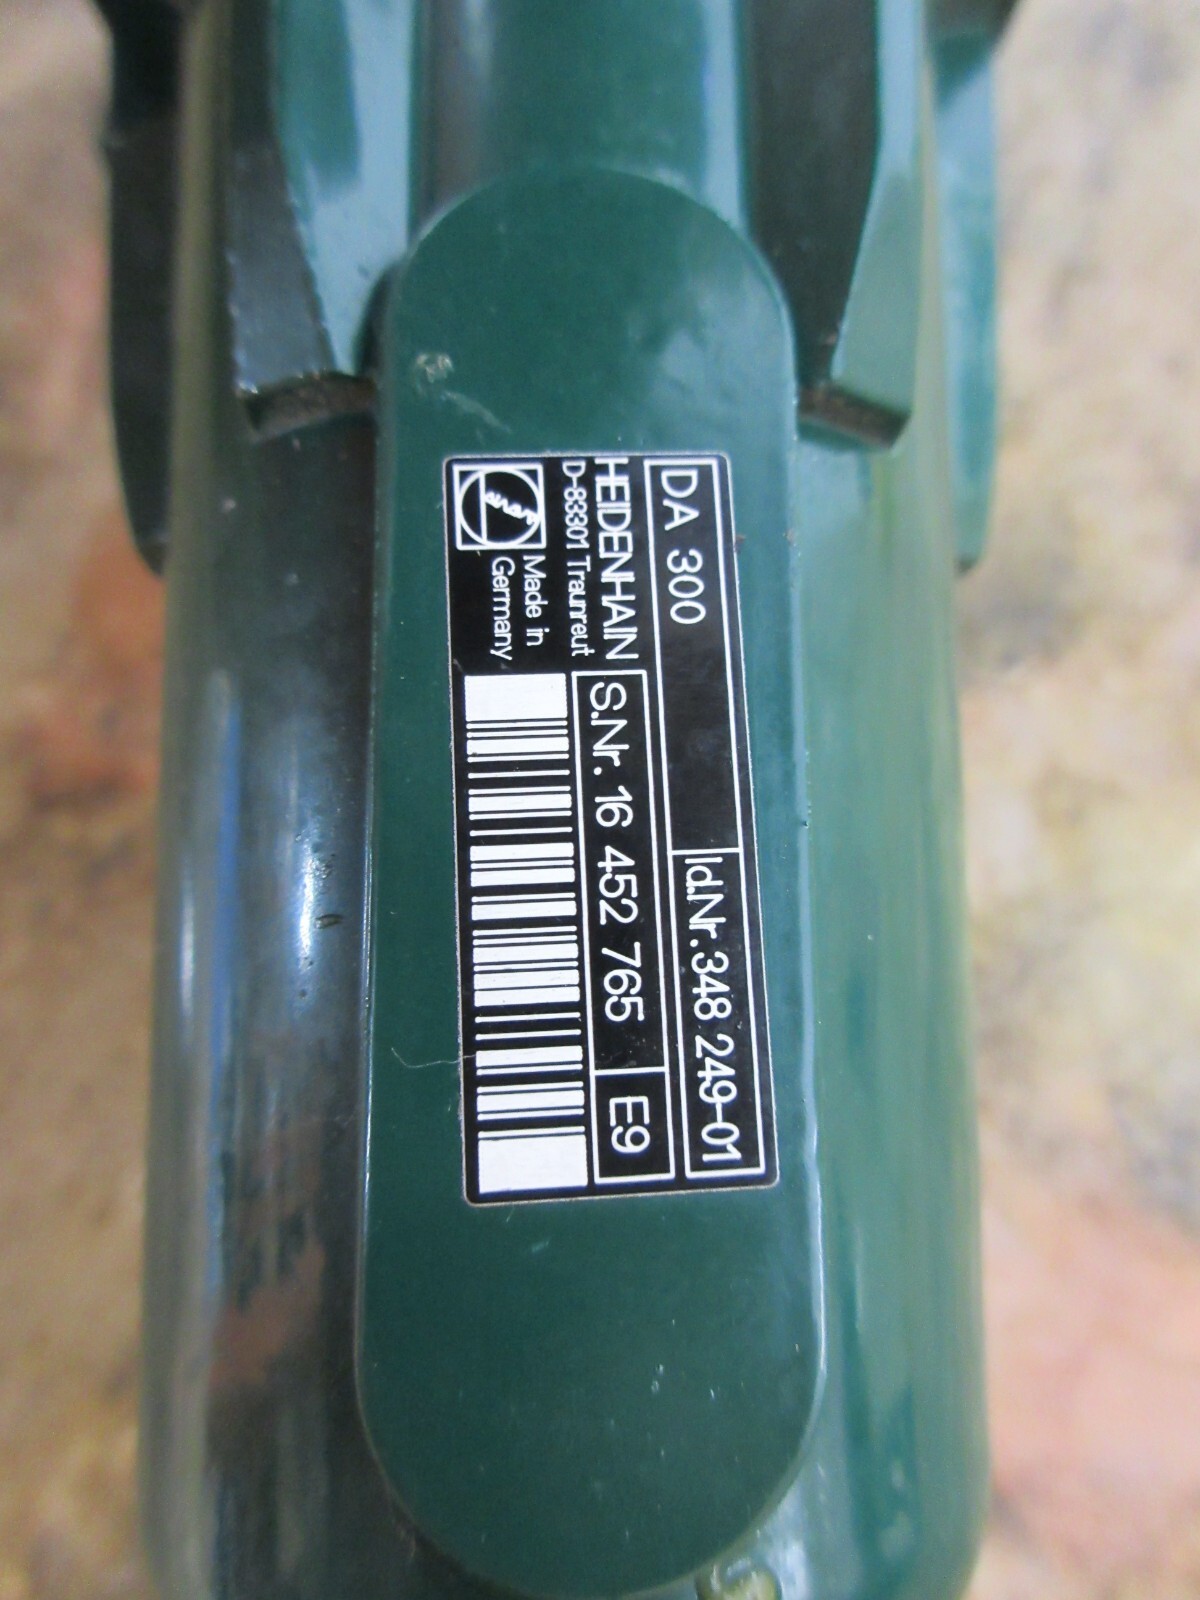 DA 300
Id.Nr. 348 249-01
HEIDENHAIN
D-83301 Traunreut
S.Nr. 16 452 765
E9
Made in
Germany